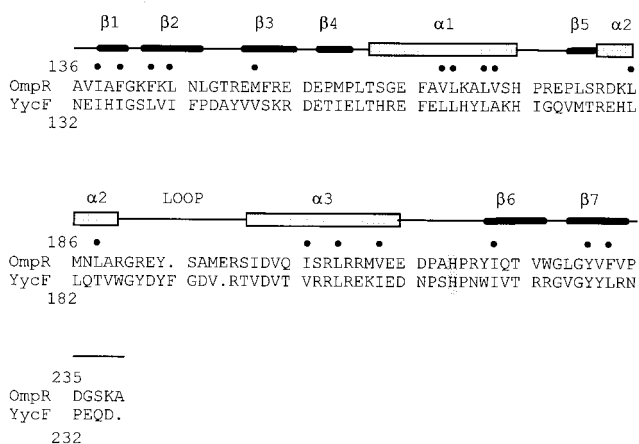 β1 β2 β3 β4 α1 β5 α2
136
OmpR AVIAFGKFKL NLGTREMFRE DEPMPLTSGE FAVLKALVSH PREPLSRDKL
YycF NEIHIGSLVI FPDAYVVSKR DETIELTHRE FELLHYLAKH IGQVMTREHL
132
α2 LOOP α3 β6 β7
186
OmpR MNLARGREY. SAMERSIDVQ ISRLRRMVEE DPAHPRYIQT VWGLGYVFVP
YycF LQTVWGYDYF GDV.RTVDVT VRRLREKIED NPSHPNWIVT RRGVGYYLRN
182
235
OmpR DGSKA
YycF PEQD.
232